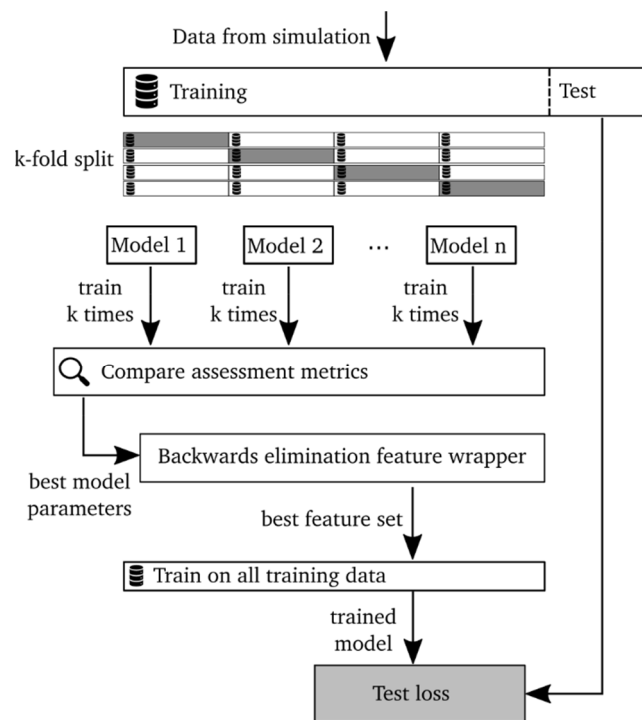 Data from simulation
Training
Test
k-fold split
Model 1
Model 2
...
Model n
train
k times
train
k times
train
k times
Compare assessment metrics
Backwards elimination feature wrapper
best model
parameters
best feature set
Train on all training data
trained
model
Test loss